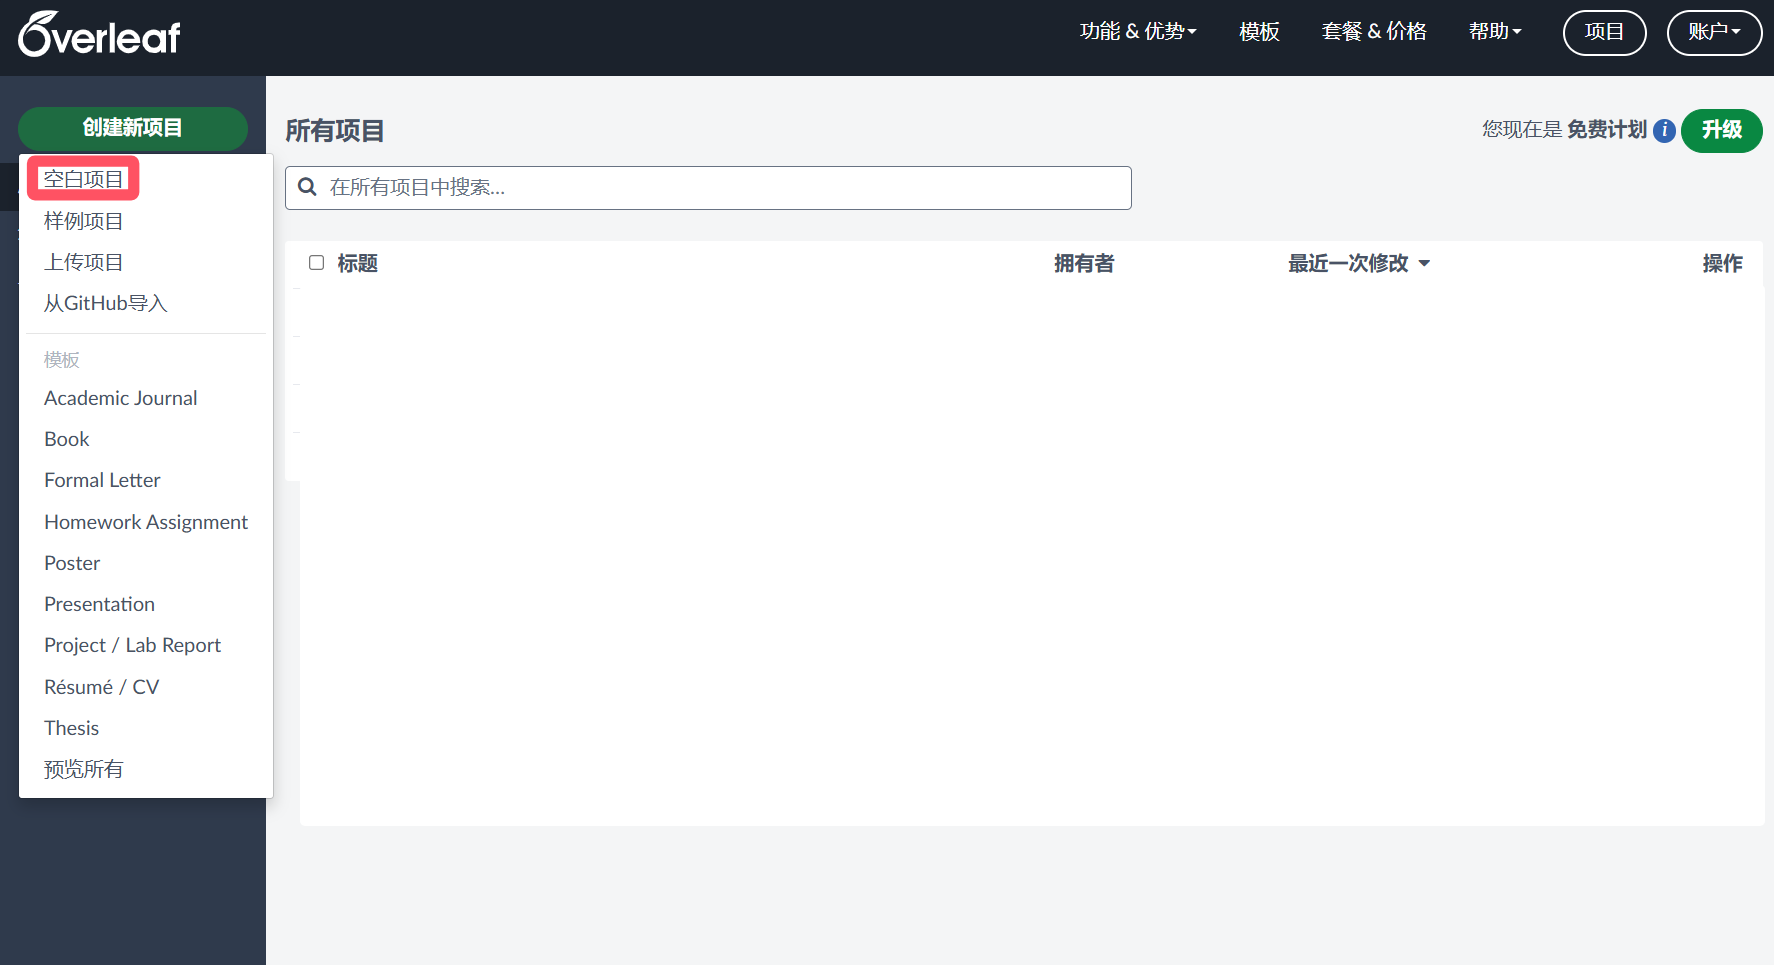 Overleaf
功能 & 优势
模板
套餐 & 价格
帮助
项目
账户
创建新项目
空白项目
样例项目
上传项目
从GitHub导入
模板
Academic Journal
Book
Formal Letter
Homework Assignment
Poster
Presentation
Project / Lab Report
Résumé / CV
Thesis
预览所有
所有项目
您现在是 免费计划 i
升级
在所有项目中搜索...
标题
拥有者
最近一次修改
操作